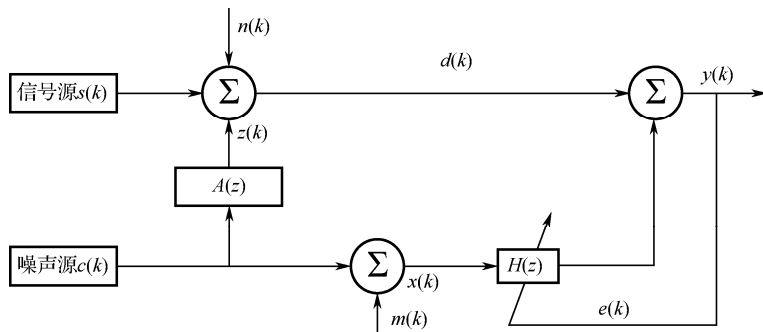 n(k)
d(k)
y(k)
信号源s(k)
Σ
Σ
z(k)
A(z)
噪声源c(k)
Σ
x(k)
H(z)
m(k)
e(k)